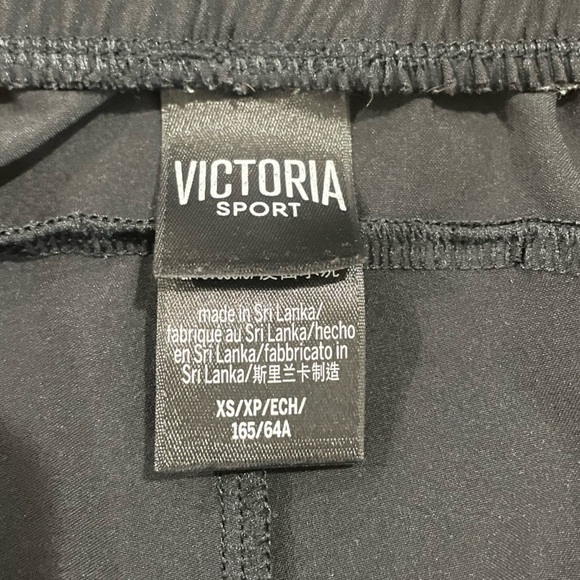 VICTORIA
SPORT
made in Sri Lanka/
fabriqué au Sri Lanka/hecho
en Sri Lanka/fabbricato in
Sri Lanka/斯里兰卡制造
XS/XP/ECH/
165/64A